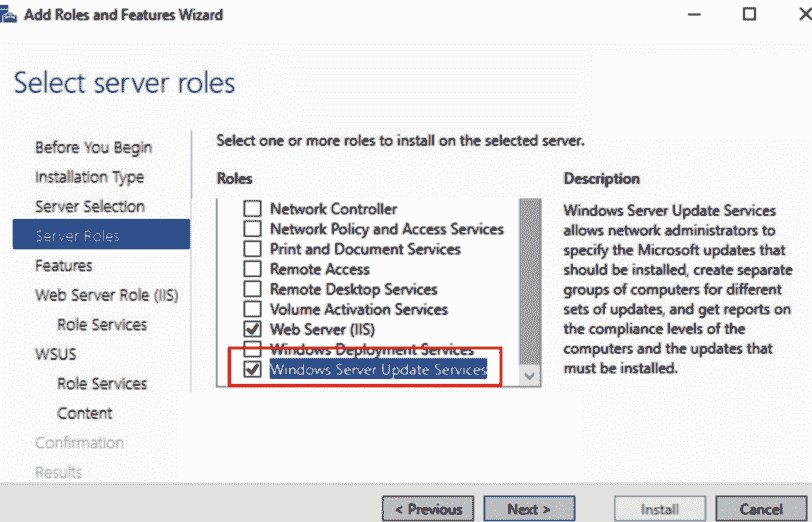 Add Roles and Features Wizard
Select server roles
Before You Begin
Installation Type
Server Selection
Server Roles
Features
Web Server Role (IIS)
Role Services
WSUS
Role Services
Content
Confirmation
Results
Select one or more roles to install on the selected server.
Roles
Network Controller
Network Policy and Access Services
Print and Document Services
Remote Access
Remote Desktop Services
Volume Activation Services
Web Server (IIS)
Windows Deployment Services
Windows Server Update Services
Description
Windows Server Update Services
allows network administrators to
specify the Microsoft updates that
should be installed, create separate
groups of computers for different
sets of updates, and get reports on
the compliance levels of the
computers and the updates that
must be installed.
< Previous
Next >
Install
Cancel